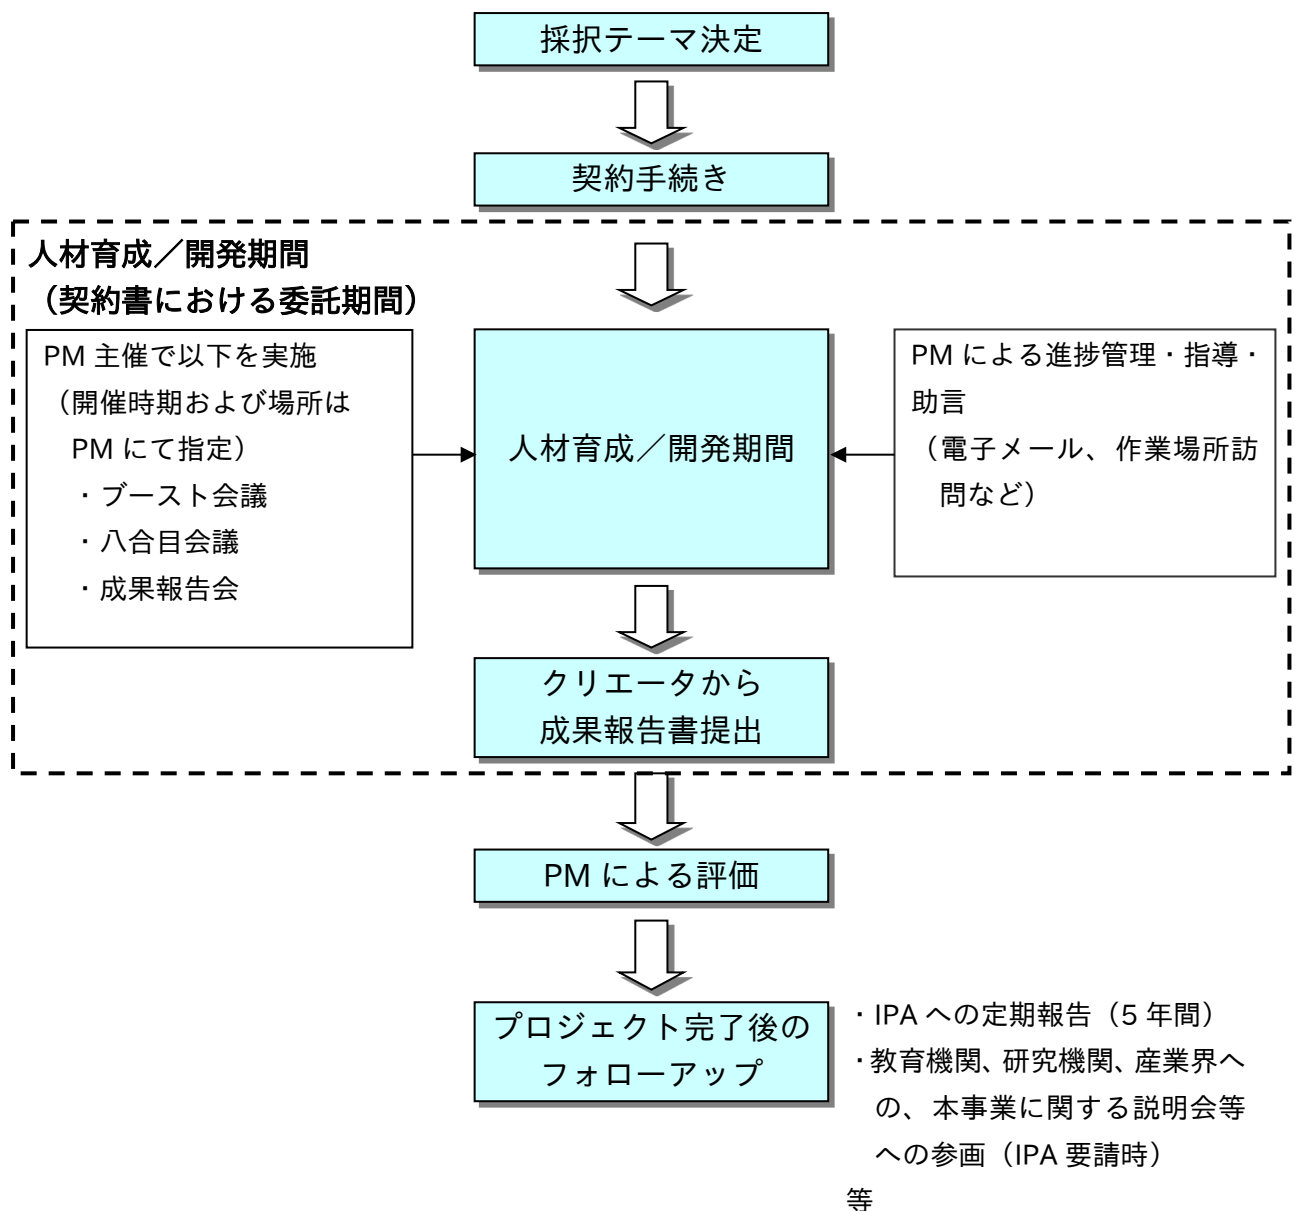 採択テーマ決定
契約手続き
人材育成／開発期間
（契約書における委託期間）
PM 主催で以下を実施
（開催時期および場所は
PM にて指定）
・ブースト会議
・八合目会議
・成果報告会
人材育成／開発期間
PM による進捗管理・指導・
助言
（電子メール、作業場所訪
問など）
クリエータから
成果報告書提出
PM による評価
プロジェクト完了後の
フォローアップ
・IPA への定期報告（5 年間）
・教育機関、研究機関、産業界へ
の、本事業に関する説明会等
への参画（IPA 要請時）
等